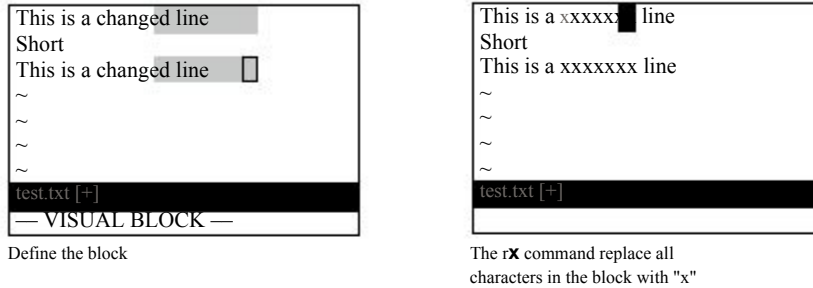 This is a changed line
Short
This is a changed line
~
~
~
~
test.txt [+]
— VISUAL BLOCK —
Define the block
This is a xxxxxx line
Short
This is a xxxxxxx line
~
~
~
~
test.txt [+]
The rx command replace all
characters in the block with "x"